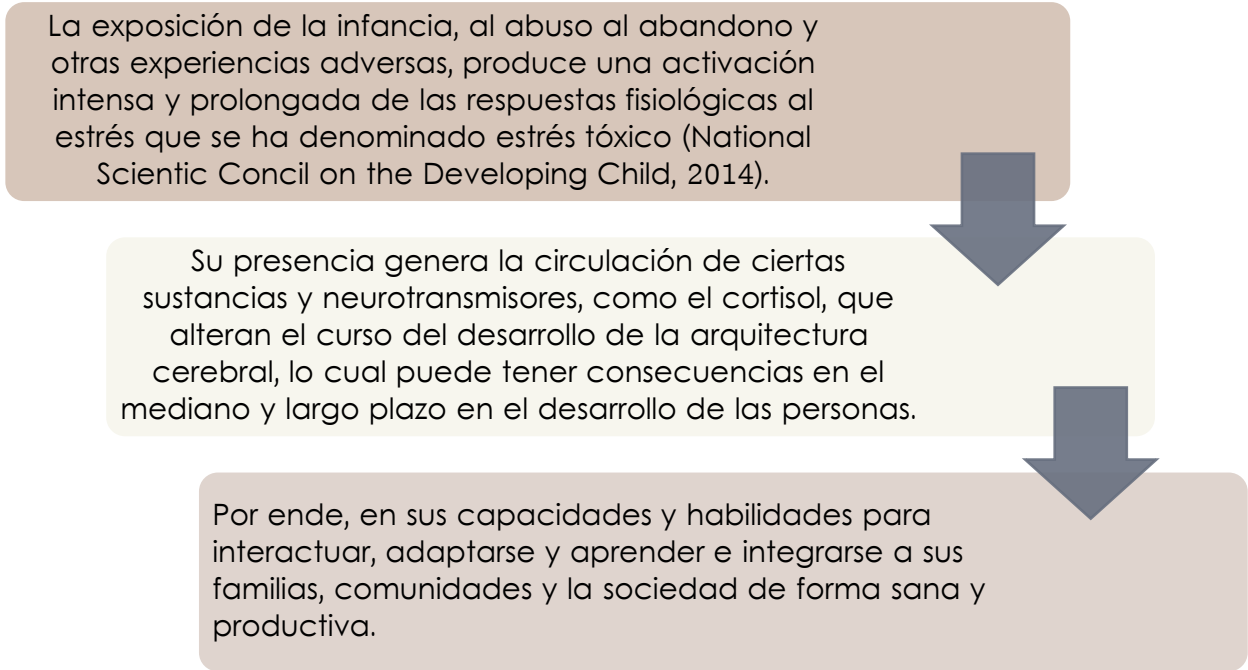 La exposición de la infancia, al abuso al abandono y
otras experiencias adversas, produce una activación
intensa y prolongada de las respuestas fisiológicas al
estrés que se ha denominado estrés tóxico (National
Scientic Concil on the Developing Child, 2014).
Su presencia genera la circulación de ciertas
sustancias y neurotransmisores, como el cortisol, que
alteran el curso del desarrollo de la arquitectura
cerebral, lo cual puede tener consecuencias en el
mediano y largo plazo en el desarrollo de las personas.
Por ende, en sus capacidades y habilidades para
interactuar, adaptarse y aprender e integrarse a sus
familias, comunidades y la sociedad de forma sana y
productiva.